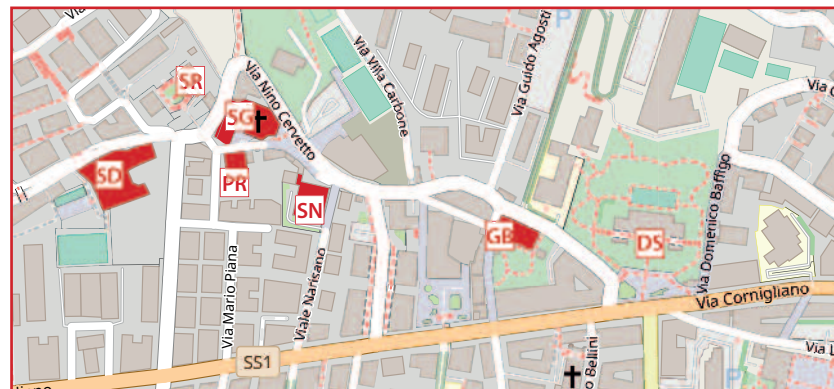 P
Via Guido Agosti
Via Villa Carbone
Via Nino Cervetto
SR
SG
SD
PR
SN
GB
DS
Via Domenico Baffigo
Via Mario Piana
Viale Narisano
Via Cornigliano
SS1
Bellini
P